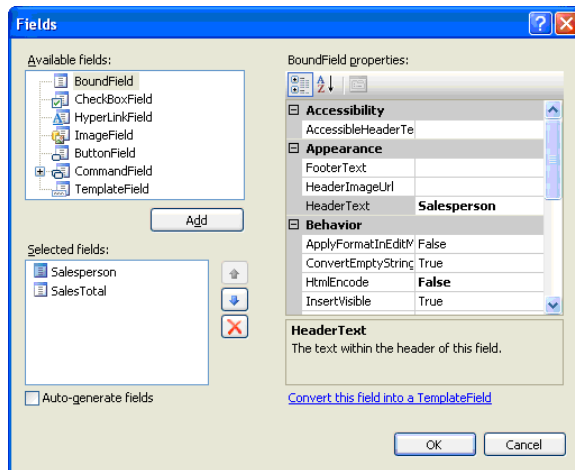 Fields
Available fields:
BoundField
CheckBoxField
HyperLinkField
ImageField
ButtonField
CommandField
TemplateField
Add
Selected fields:
Salesperson
SalesTotal
Auto-generate fields
BoundField properties:
Accessibility
AccessibleHeaderTe
Appearance
FooterText
HeaderImageUrl
HeaderText Salesperson
Behavior
ApplyFormatInEditM False
ConvertEmptyString True
HtmlEncode False
InsertVisible True
HeaderText
The text within the header of this field.
Convert this field into a TemplateField
OK Cancel